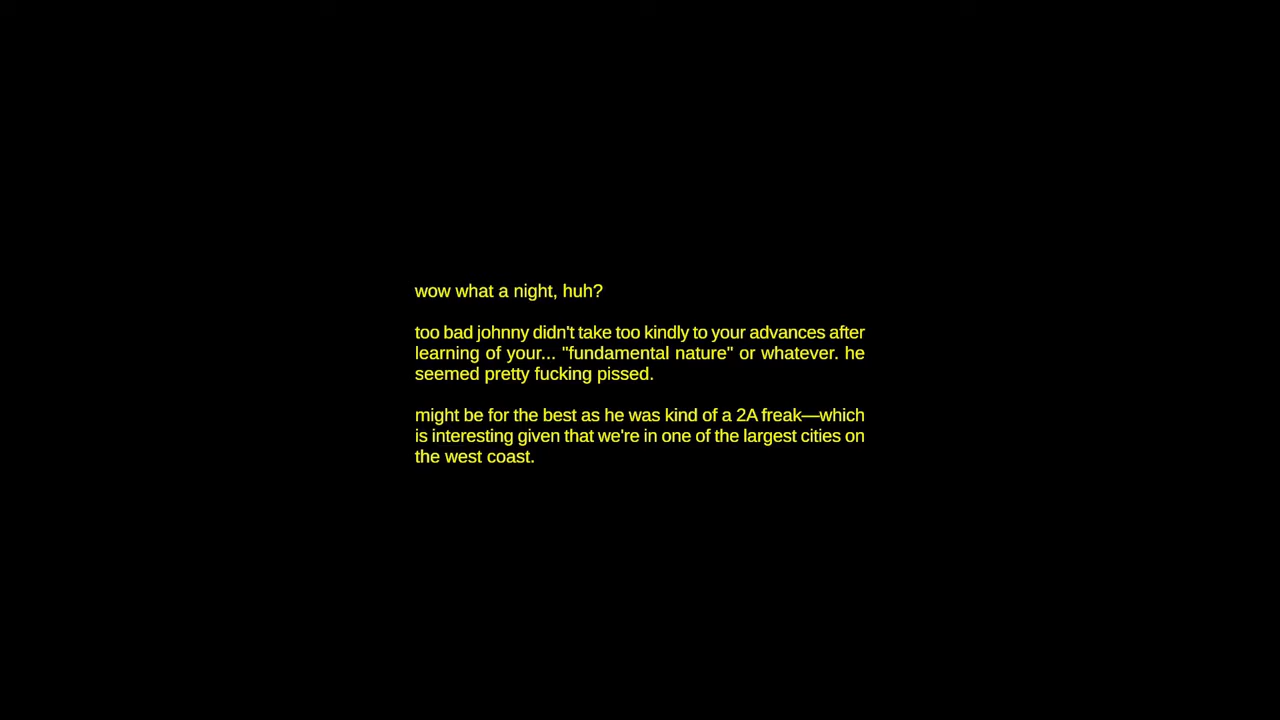 wow what a night, huh?
too bad johnny didn't take too kindly to your advances after
learning of your... "fundamental nature" or whatever. he
seemed pretty fucking pissed.
might be for the best as he was kind of a 2A freak—which
is interesting given that we're in one of the largest cities on
the west coast.